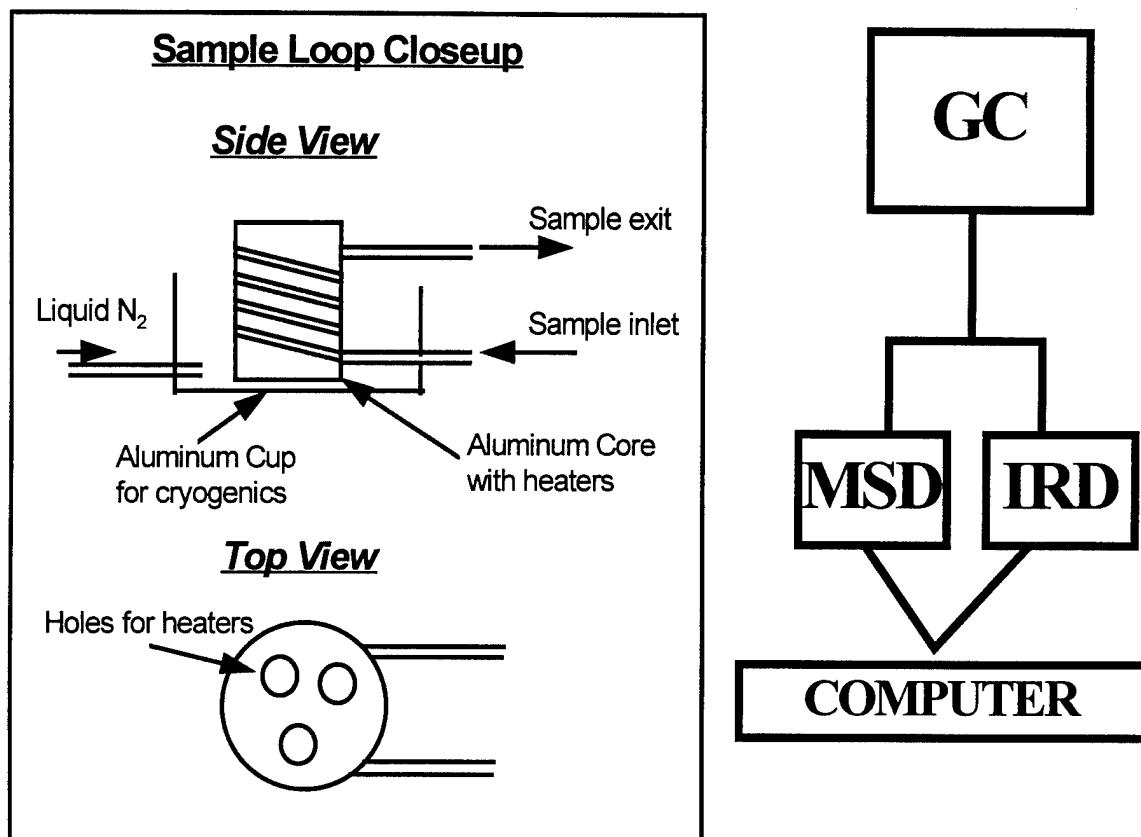 Sample Loop Closeup
Side View
Sample exit
Liquid N₂
Sample inlet
Aluminum Cup
for cryogenics
Aluminum Core
with heaters
Top View
Holes for heaters
GC
MSD
IRD
COMPUTER